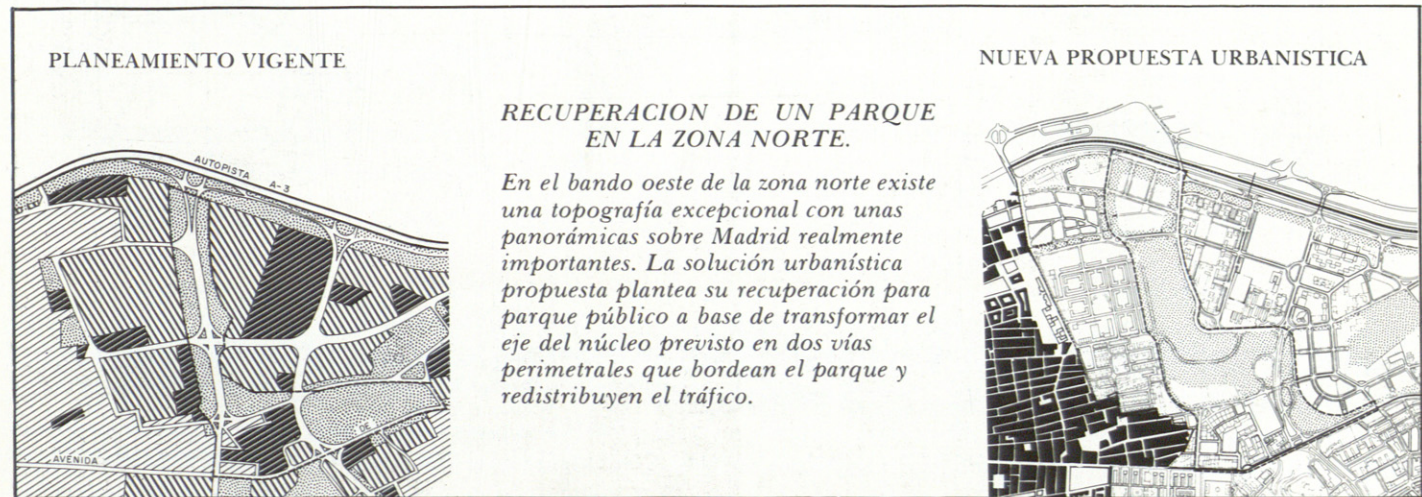 PLANEAMIENTO VIGENTE
NUEVA PROPUESTA URBANISTICA
RECUPERACION DE UN PARQUE
EN LA ZONA NORTE.
En el bando oeste de la zona norte existe
una topografía excepcional con unas
panorámicas sobre Madrid realmente
importantes. La solución urbanística
propuesta plantea su recuperación para
parque público a base de transformar el
eje del núcleo previsto en dos vías
perimetrales que bordean el parque y
redistribuyen el tráfico.
AUTOPISTA A-3
AVENIDA